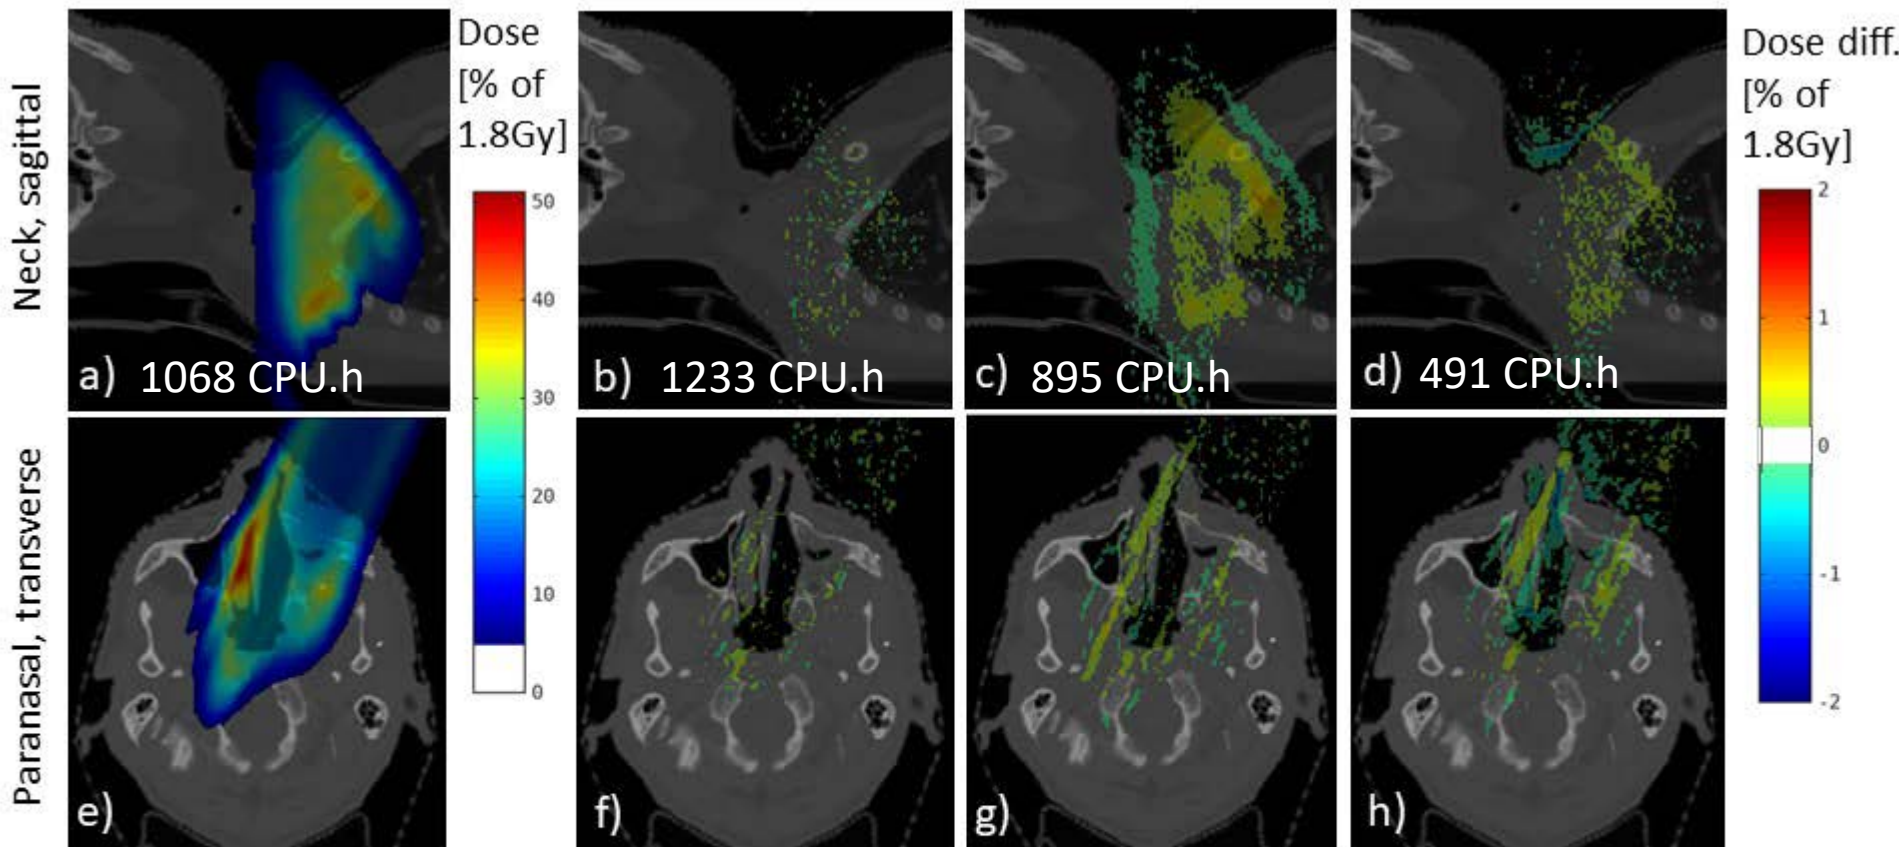 Neck, sagittal
Dose
[% of
1.8Gy]
50
40
30
20
10
0
Dose diff.
[% of
1.8Gy]
2
1
0
-1
-2
a) 1068 CPU.h
b) 1233 CPU.h
c) 895 CPU.h
d) 491 CPU.h
Paranasal, transverse
e)
f)
g)
h)